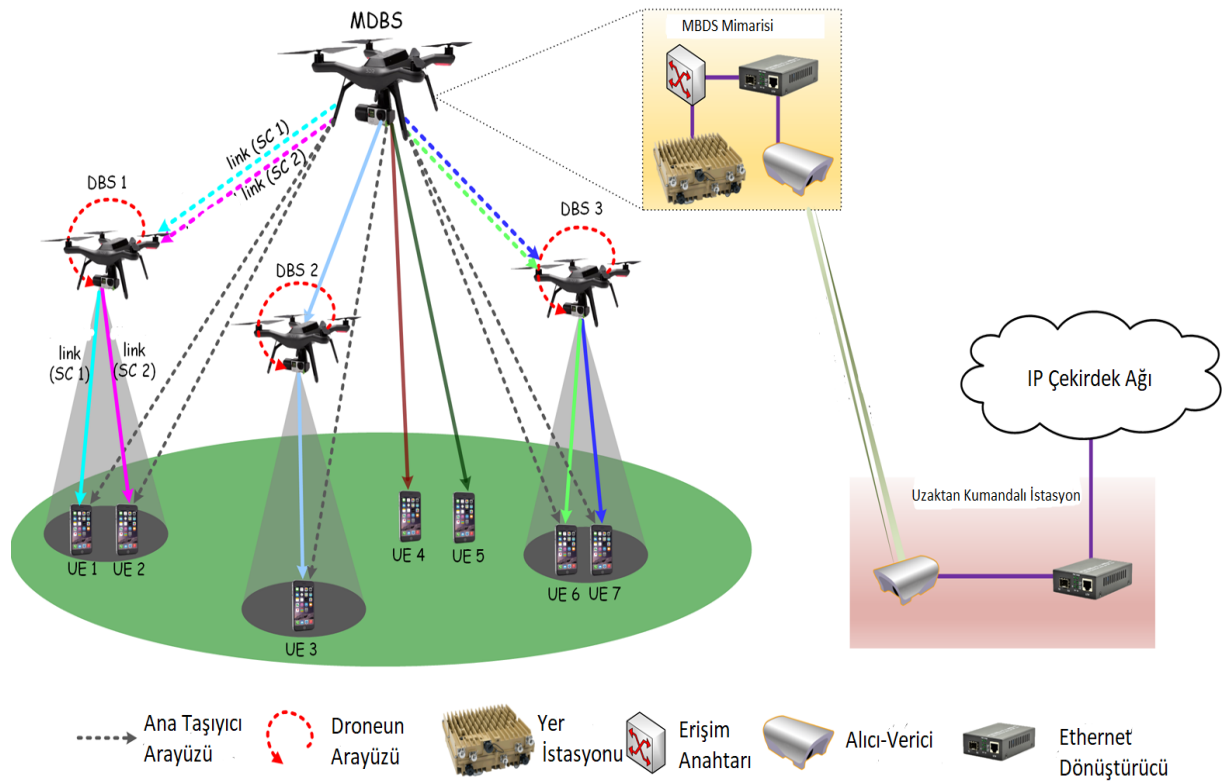 MDBS
MBDS Mimarisi
link (SC 1)
link (SC 2)
DBS 1
DBS 2
DBS 3
link
(SC 1)
link
(SC 2)
IP Çekirdek Ağı
Uzaktan Kumandalı İstasyon
UE 1
UE 2
UE 3
UE 4
UE 5
UE 6
UE 7
Ana Taşıyıcı
Arayüzü
Droneun
Arayüzü
Yer
İstasyonu
Erişim
Anahtarı
Alıcı-Verici
Ethernet
Dönüştürücü